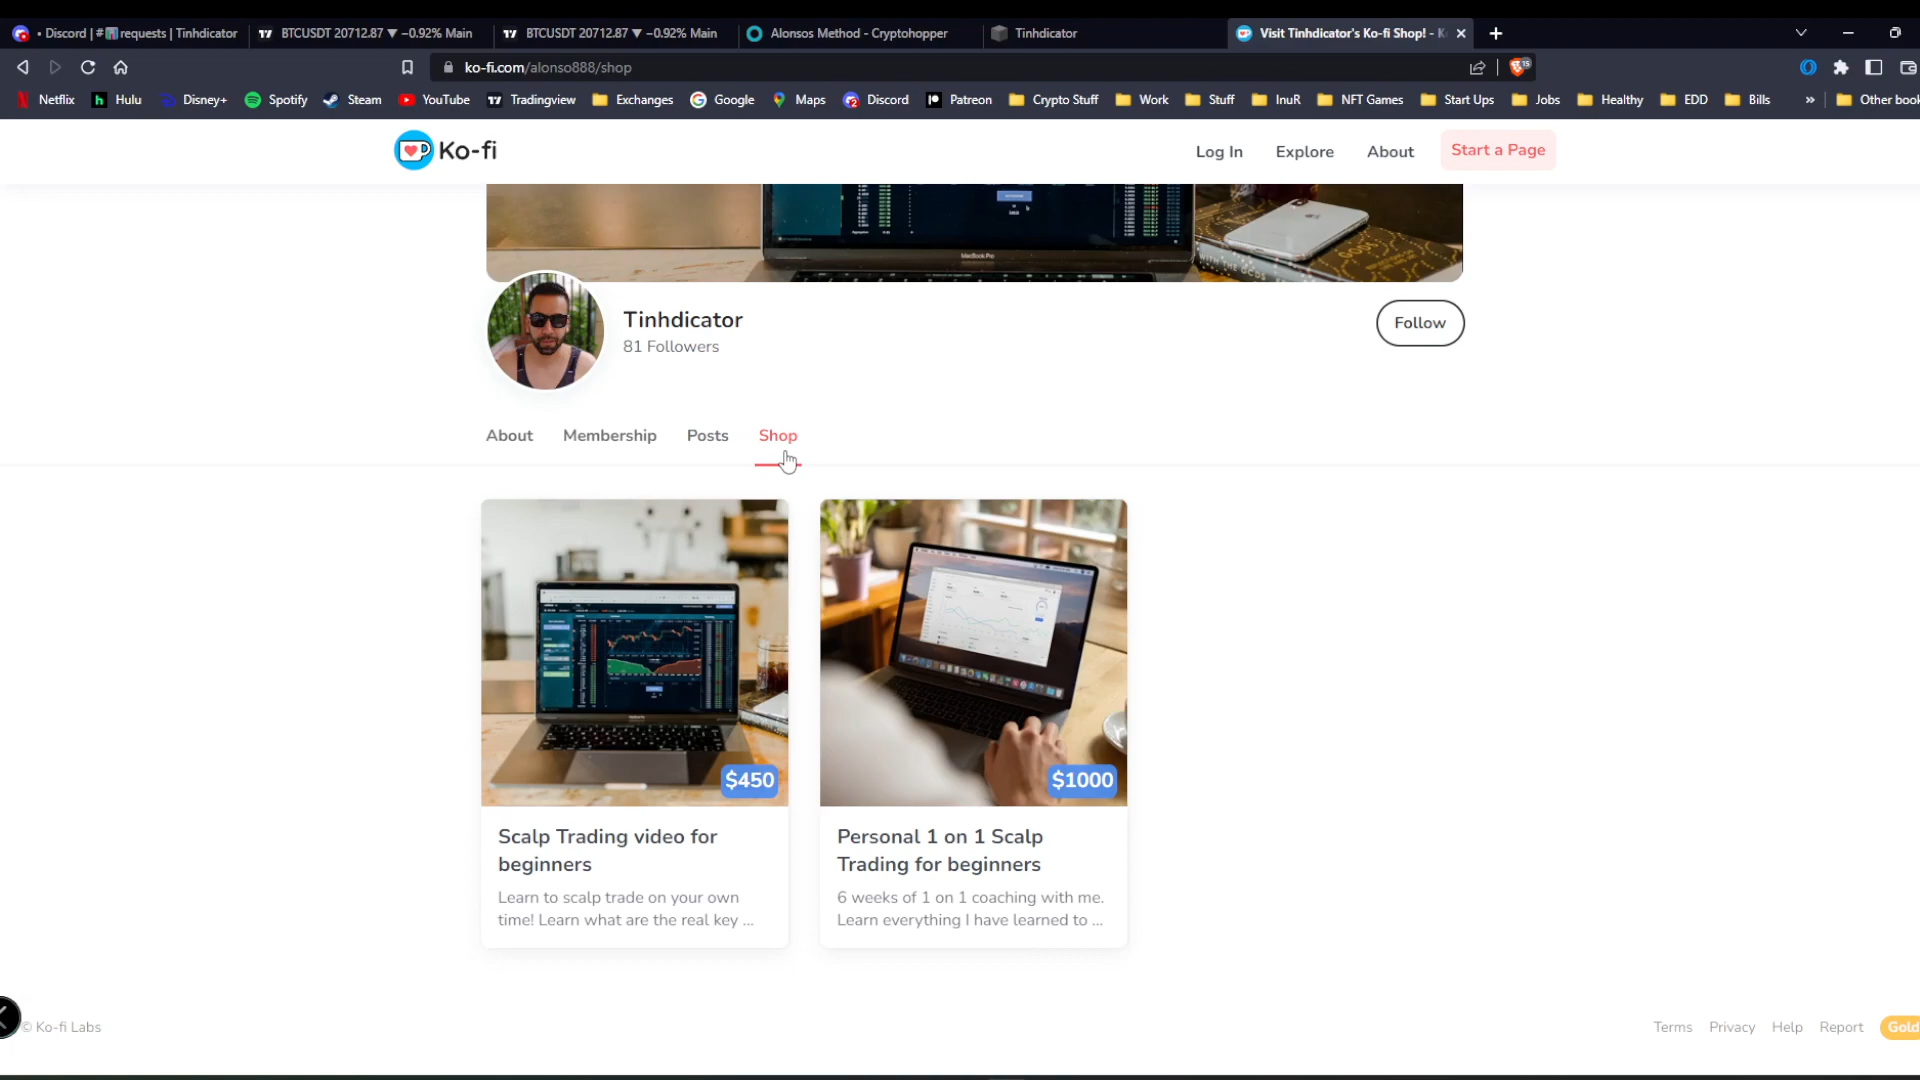 • Discord | # requests | Tinhdicator
BTCUSDT 20712.87 ▼ −0.92% Main
BTCUSDT 20712.87 ▼ −0.92% Main
Alonsos Method - Cryptohopper
Tinhdicator
Visit Tinhdicator's Ko-fi Shop! - K
ko-fi.com/alonso888/shop
15
Netflix
Hulu
Disney+
Spotify
Steam
YouTube
Tradingview
Exchanges
Google
Maps
Discord
Patreon
Crypto Stuff
Work
Stuff
InuR
NFT Games
Start Ups
Jobs
Healthy
EDD
Bills
»
Other book
Ko-fi
Log In
Explore
About
Start a Page
MacBook Pro
Tinhdicator
81 Followers
Follow
About
Membership
Posts
Shop
$450
$1000
Scalp Trading video for
beginners
Learn to scalp trade on your own
time! Learn what are the real key ...
Personal 1 on 1 Scalp
Trading for beginners
6 weeks of 1 on 1 coaching with me.
Learn everything I have learned to ...
© Ko-fi Labs
Terms
Privacy
Help
Report
Gold